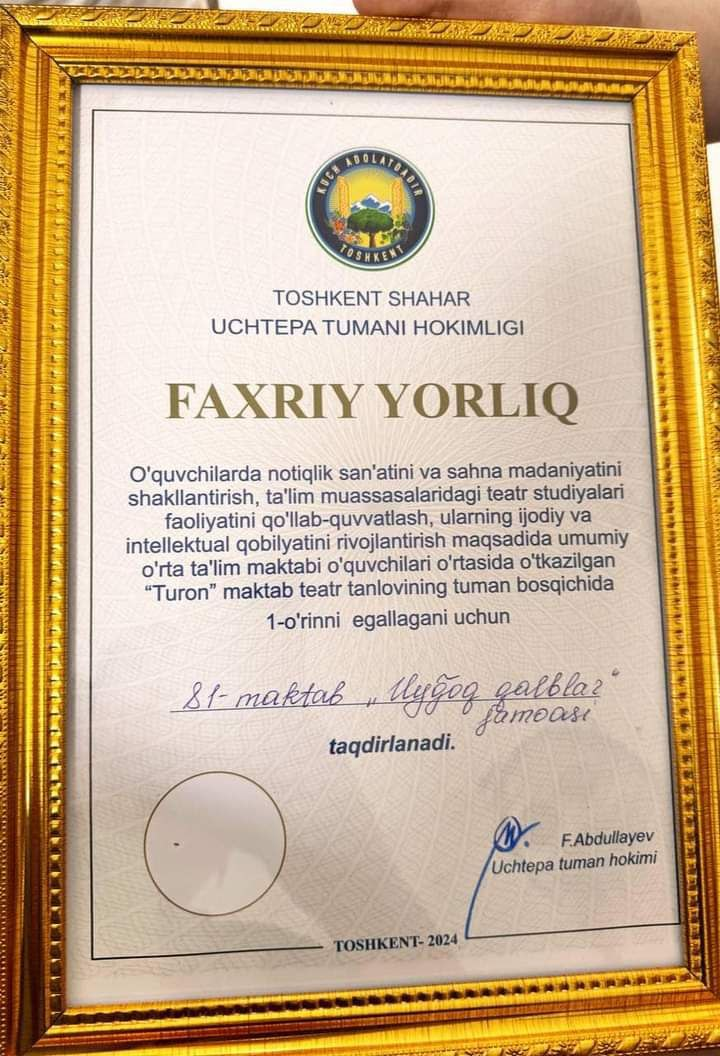 KUCH ADOLATDADIR
TOSHKENT
TOSHKENT SHAHAR
UCHTEPA TUMANI HOKIMLIGI
FAXRIY YORLIQ
O'quvchilarda notiqlik san'atini va sahna madaniyatini
shakllantirish, ta'lim muassasalaridagi teatr studiyalari
faoliyatini qo'llab-quvvatlash, ularning ijodiy va
intellektual qobilyatini rivojlantirish maqsadida umumiy
o'rta ta'lim maktabi o'quvchilari o'rtasida o'tkazilgan
“Turon” maktab teatr tanlovining tuman bosqichida
1-o'rinni egallagani uchun
81- maktab „Uyğoq qalblar“
jamoasi
taqdirlanadi.
F.Abdullayev
Uchtepa tuman hokimi
TOSHKENT- 2024